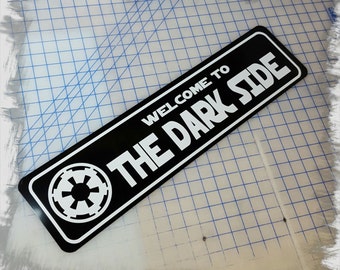 WELCOME TO
THE DARK SIDE